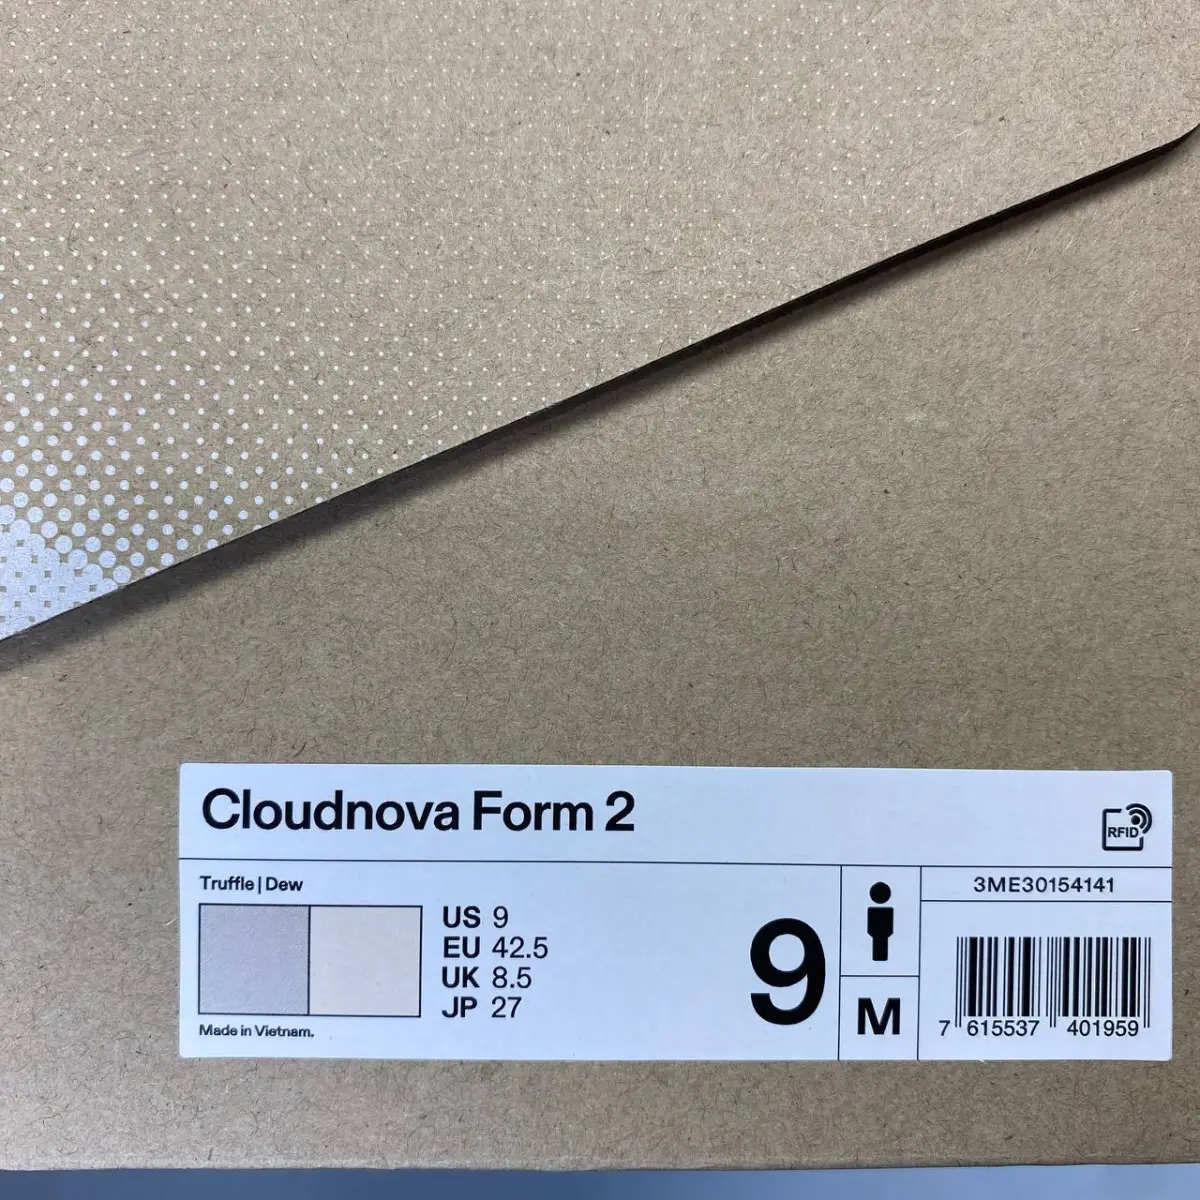 Cloudnova Form 2
RFID
Truffle | Dew
US 9
EU 42.5
UK 8.5
JP 27
Made in Vietnam.
9
M
3ME30154141
7 615537 401959